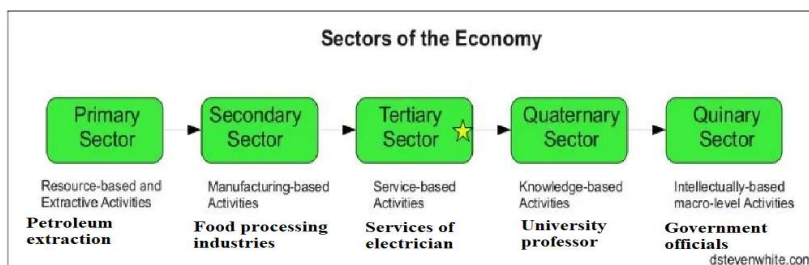 Sectors of the Economy
Primary
Sector
Secondary
Sector
Tertiary
Sector
Quaternary
Sector
Quinary
Sector
Resource-based and
Extractive Activities
Manufacturing-based
Activities
Service-based
Activities
Knowledge-based
Activities
Intellectually-based
macro-level Activities
Petroleum
extraction
Food processing
industries
Services of
electrician
University
professor
Government
officials
dstevenwhite.com